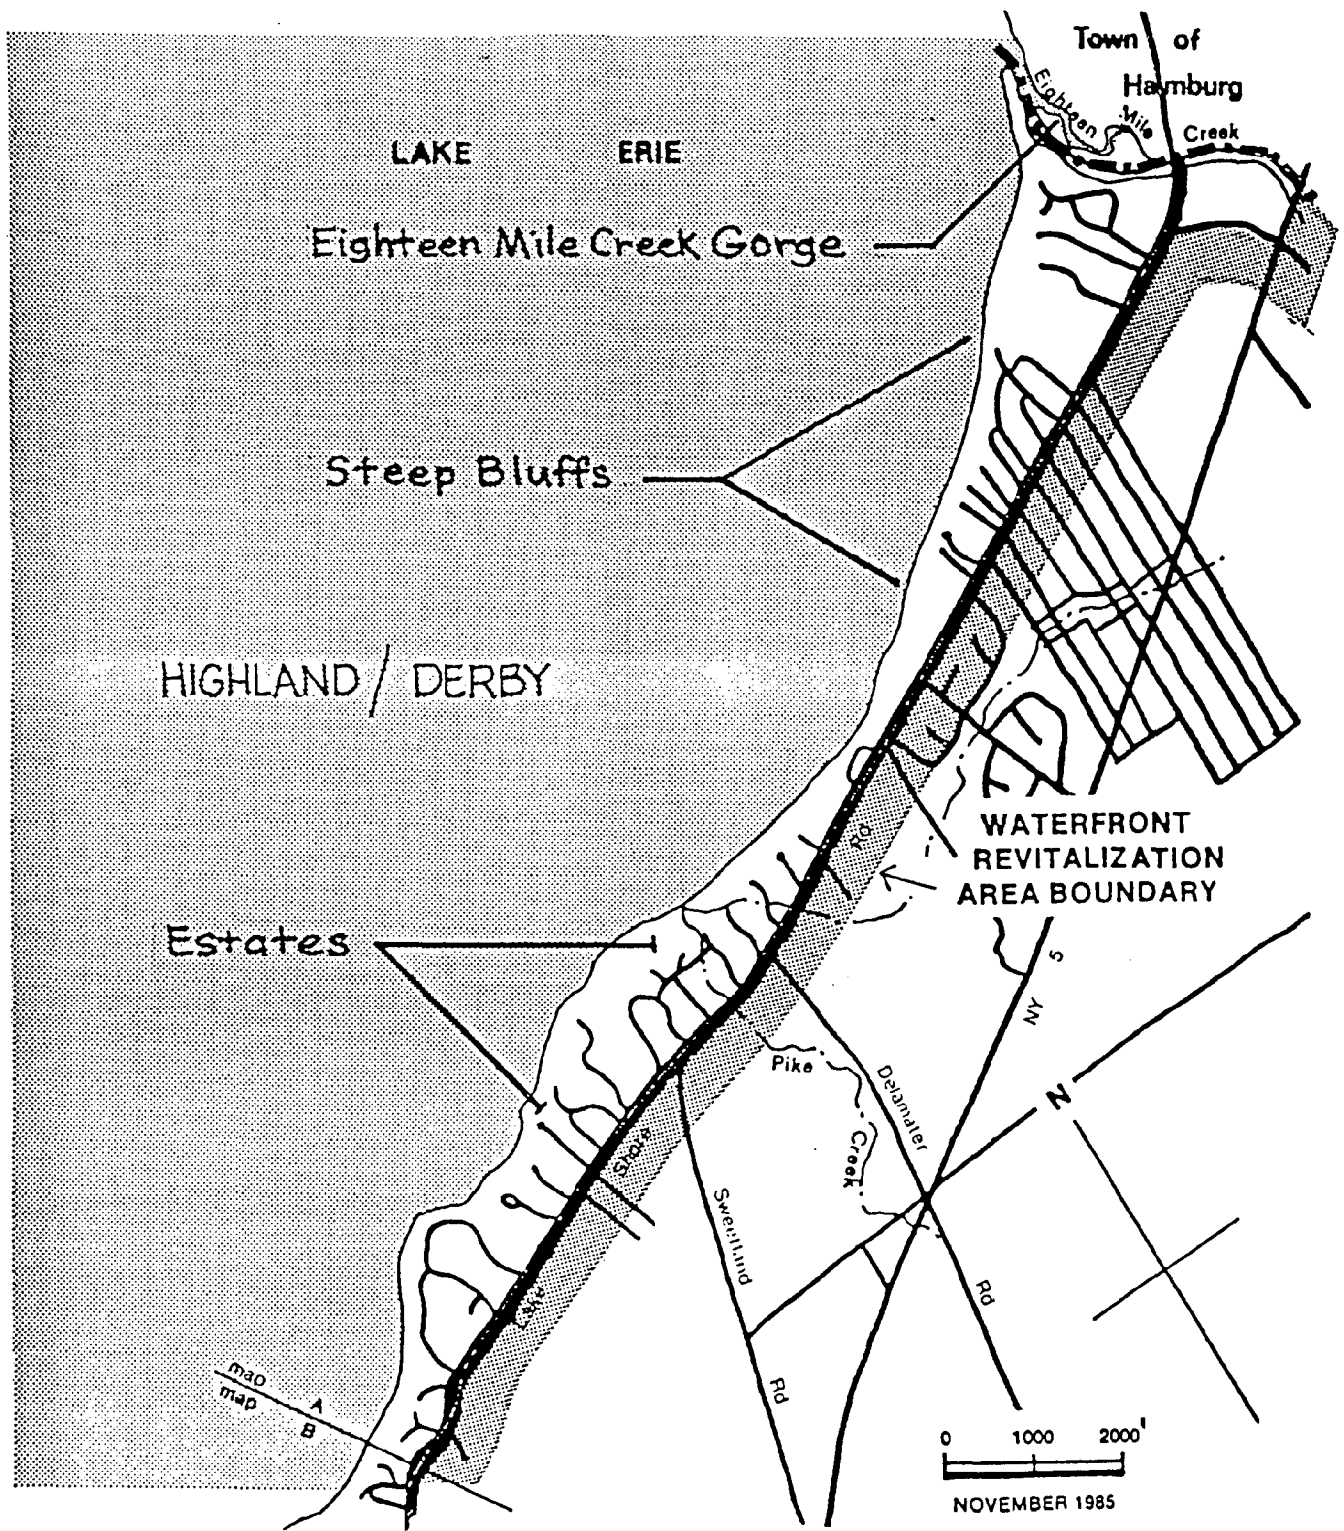 Town of
Hamburg
Eighteen Mile Creek
LAKE ERIE
Eighteen Mile Creek Gorge
Steep Bluffs
HIGHLAND / DERBY
WATERFRONT
REVITALIZATION
AREA BOUNDARY
Rd
Estates
NY 5
Pike Creek
Delamater Rd
N
Shore
Sweetland Rd
Lake
map A
map B
0 1000 2000'
NOVEMBER 1985